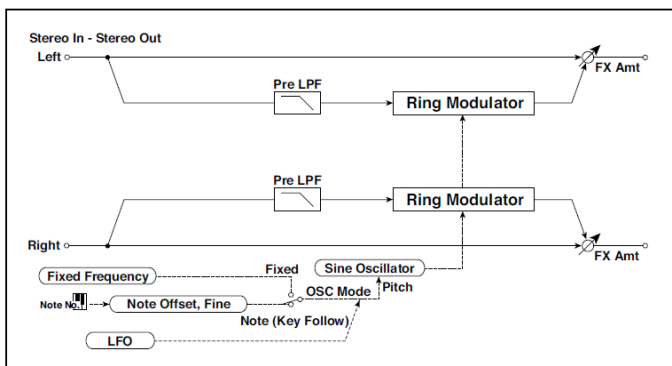 Stereo In - Stereo Out
Left
FX Amt
Pre LPF
Ring Modulator
Pre LPF
Ring Modulator
Right
FX Amt
Fixed Frequency
Fixed
Sine Oscillator
Note No.
Note Offset, Fine
OSC Mode
Pitch
Note (Key Follow)
LFO